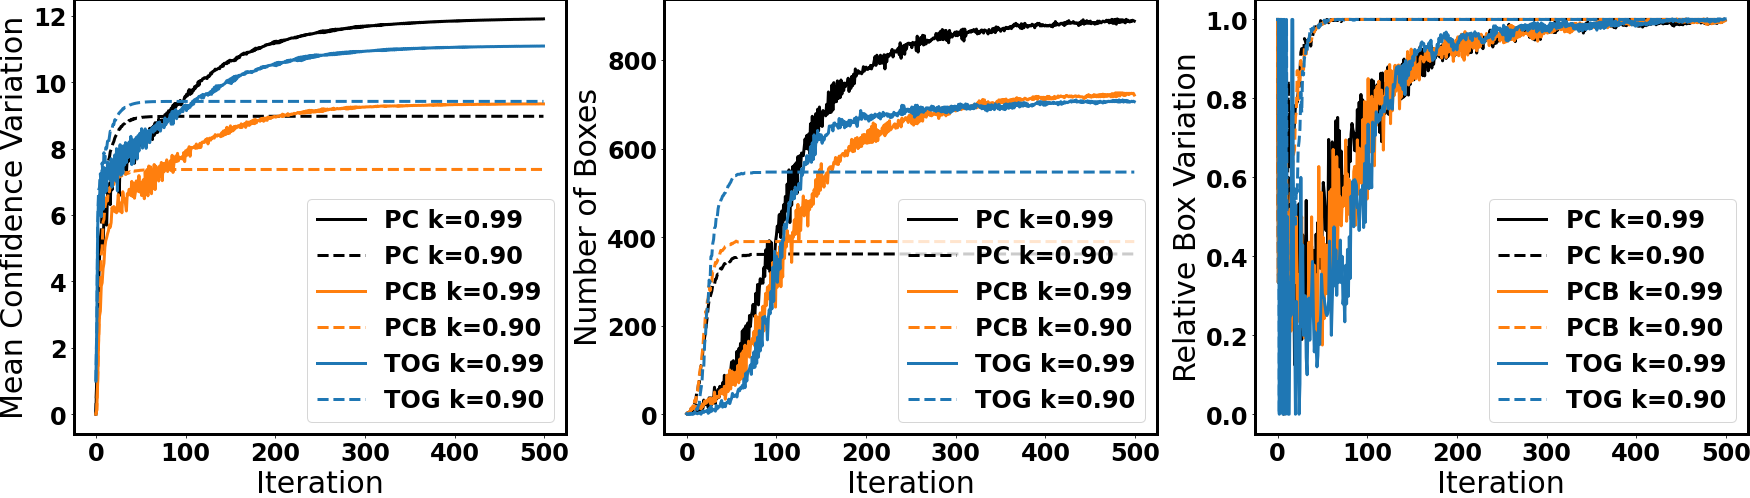 Mean Confidence Variation
12
10
8
6
4
2
0
PC k=0.99
PC k=0.90
PCB k=0.99
PCB k=0.90
TOG k=0.99
TOG k=0.90
0 100 200 300 400 500
Iteration
Number of Boxes
800
600
400
200
0
PC k=0.99
PC k=0.90
PCB k=0.99
PCB k=0.90
TOG k=0.99
TOG k=0.90
0 100 200 300 400 500
Iteration
Relative Box Variation
1.0
0.8
0.6
0.4
0.2
0.0
PC k=0.99
PC k=0.90
PCB k=0.99
PCB k=0.90
TOG k=0.99
TOG k=0.90
0 100 200 300 400 500
Iteration